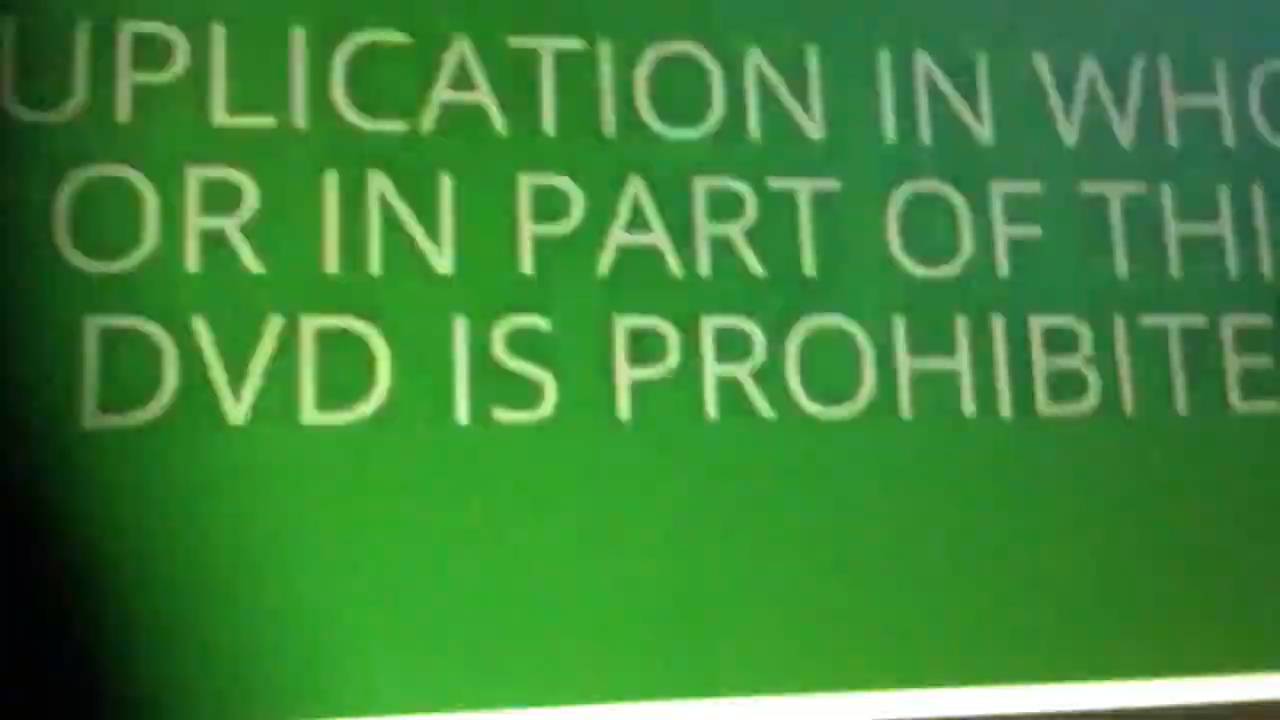 UPLICATION IN WHO
OR IN PART OF THI
DVD IS PROHIBITE